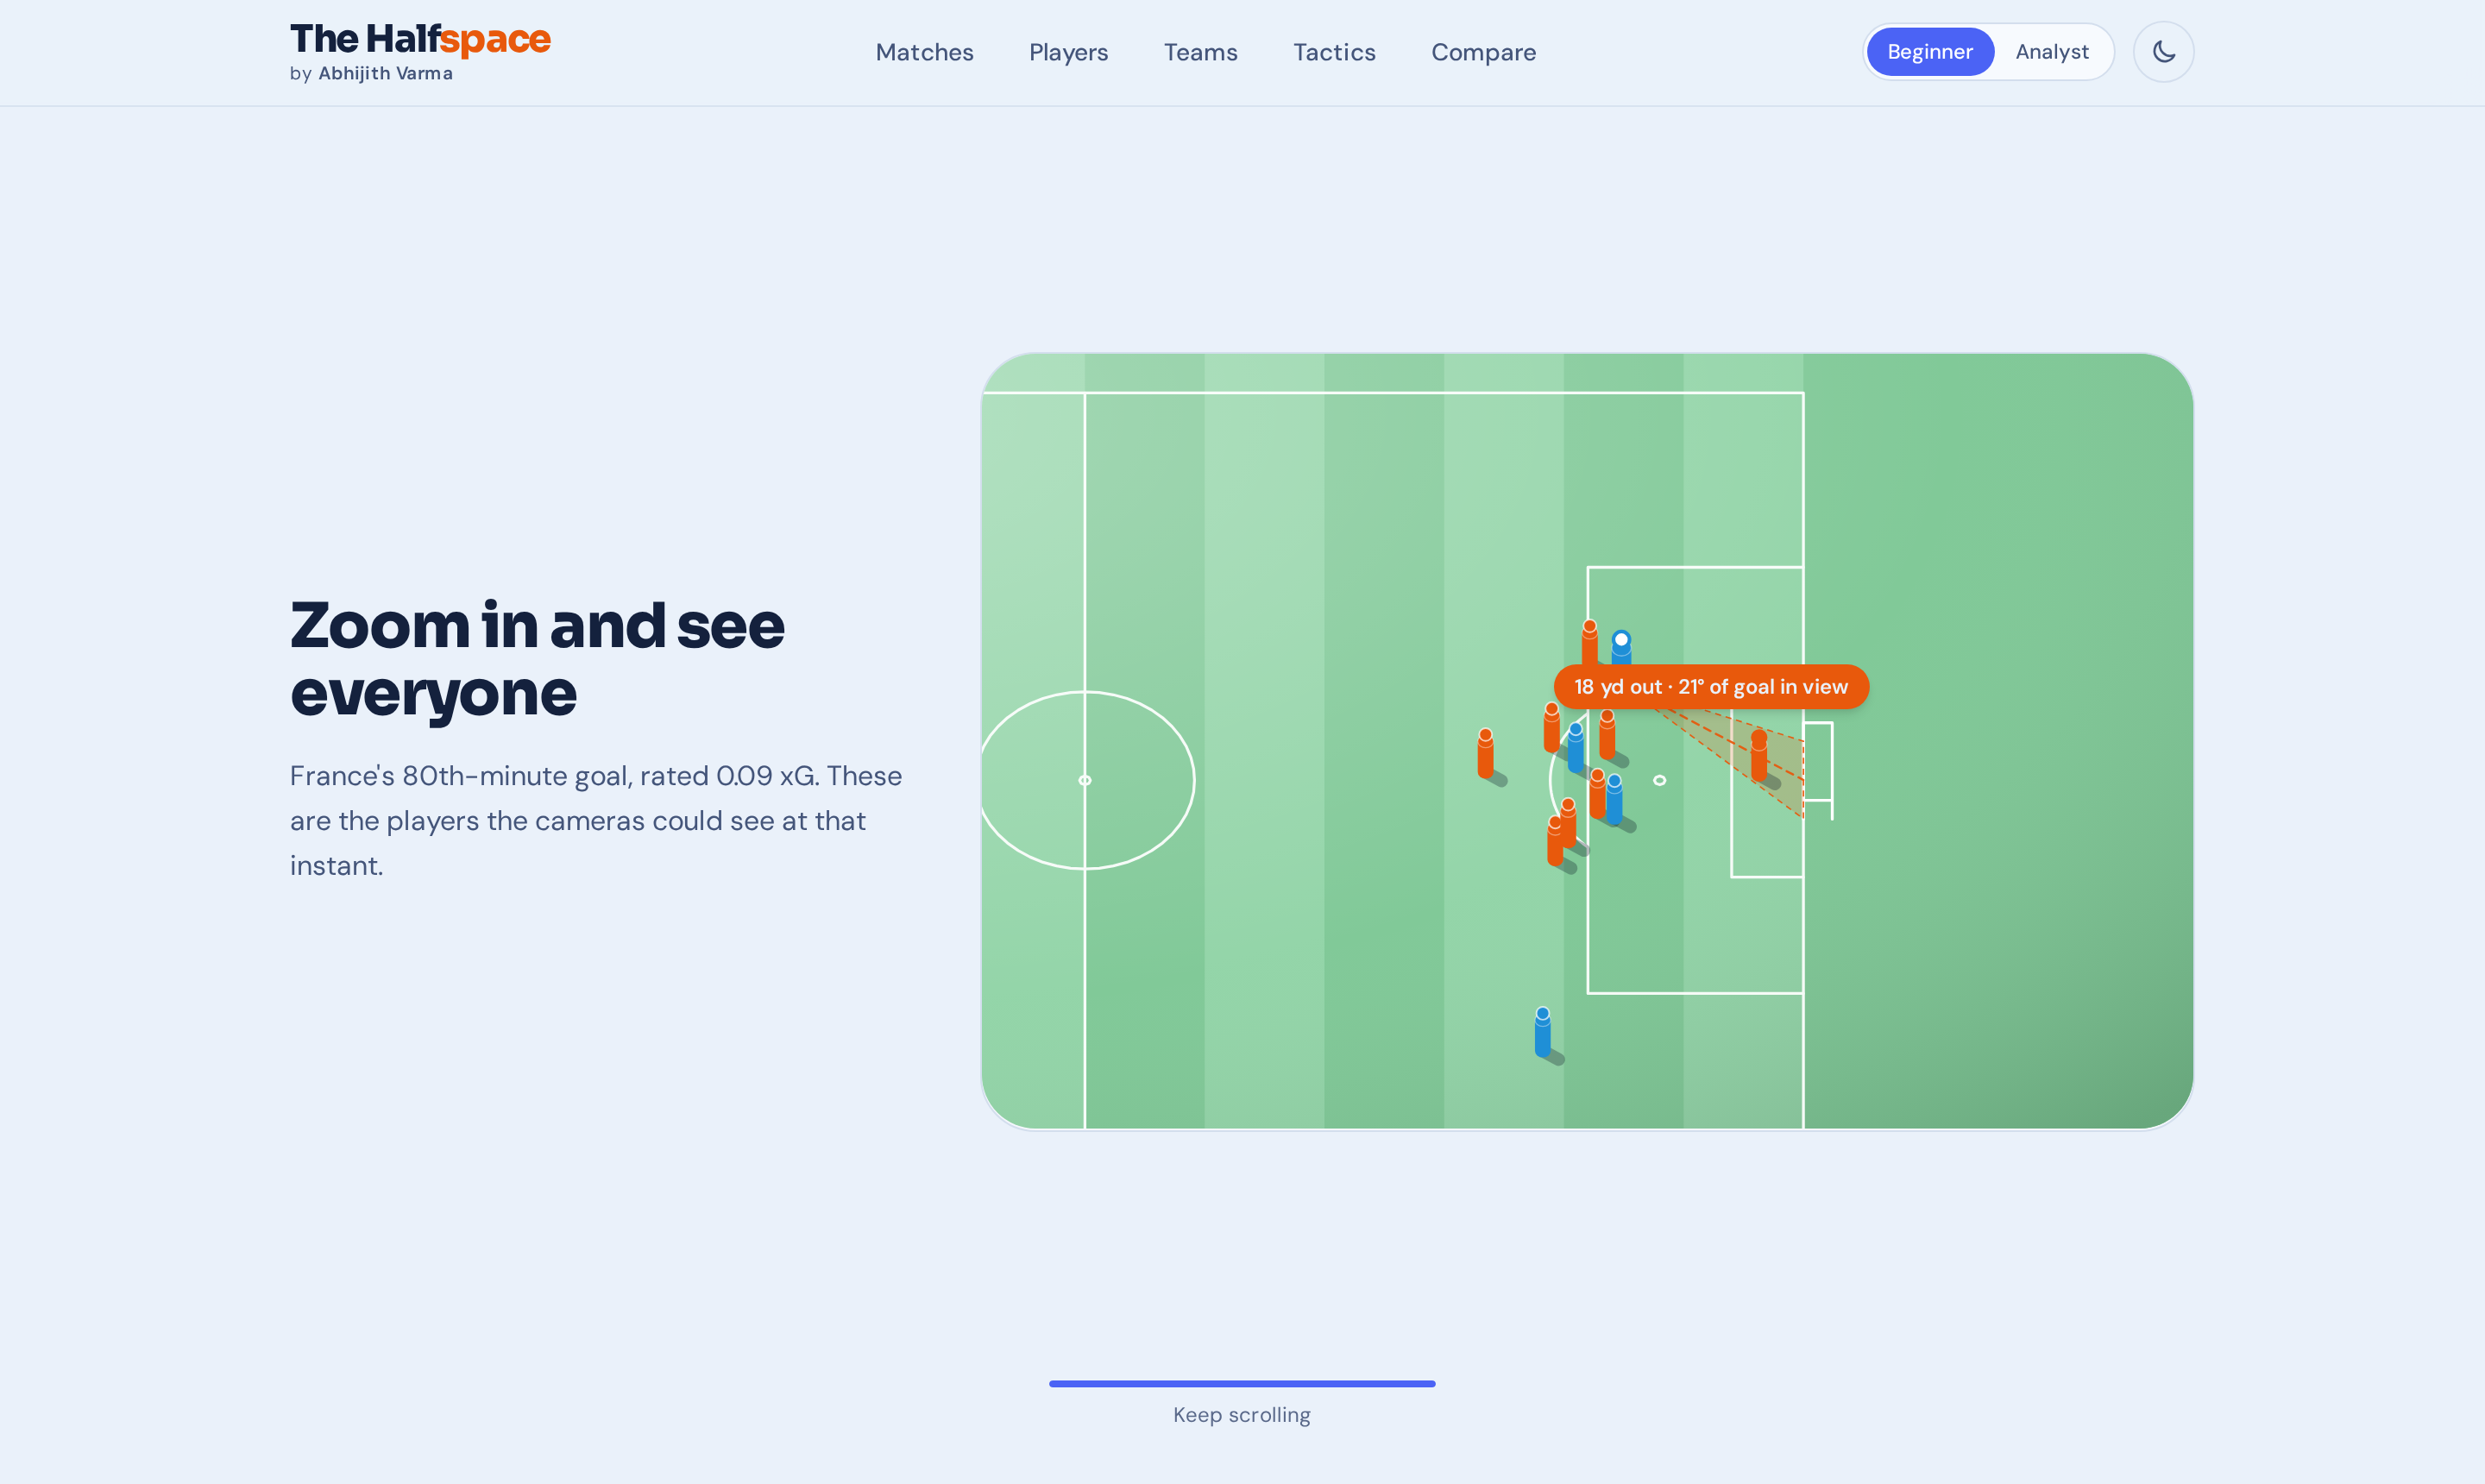 The Halfspace
by Abhijith Varma
Matches
Players
Teams
Tactics
Compare
Beginner
Analyst
Zoom in and see
everyone
France's 80th-minute goal, rated 0.09 xG. These
are the players the cameras could see at that
instant.
18 yd out · 21° of goal in view
Keep scrolling